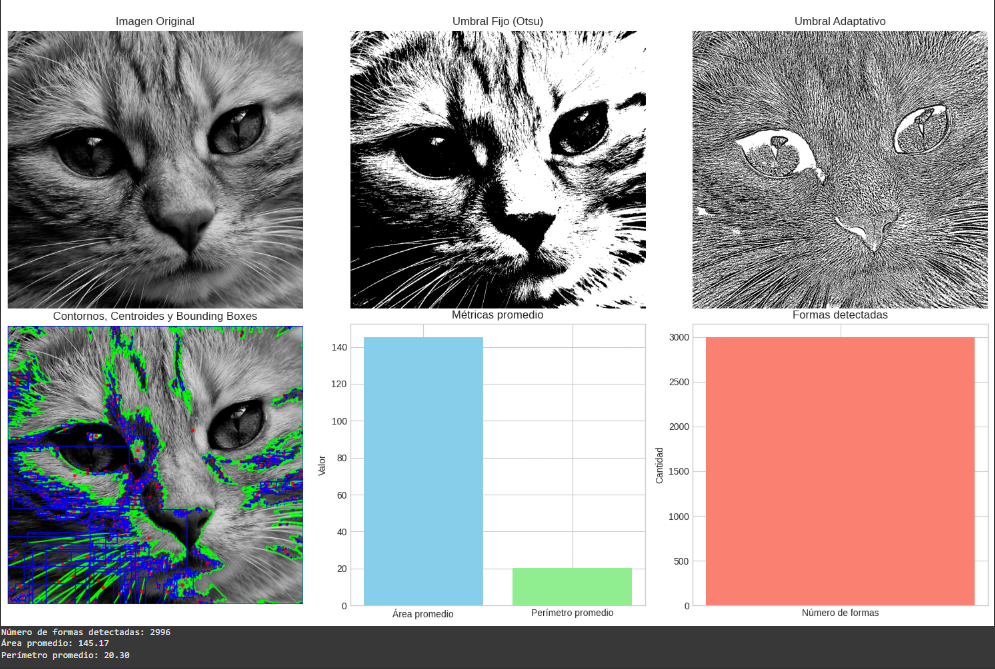 Imagen Original
Umbral Fijo (Otsu)
Umbral Adaptativo
Contornos, Centroides y Bounding Boxes
Métricas promedio
Formas detectadas
140
120
100
80
60
40
20
0
Valor
Área promedio
Perímetro promedio
3000
2500
2000
1500
1000
500
0
Cantidad
Número de formas
Número de formas detectadas: 2996
Área promedio: 145.17
Perímetro promedio: 20.30